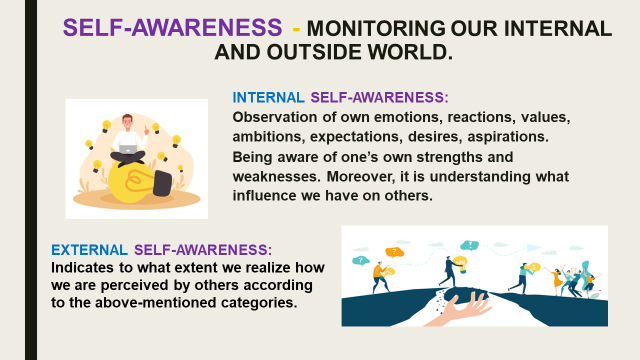 SELF-AWARENESS - MONITORING OUR INTERNAL
AND OUTSIDE WORLD.
INTERNAL SELF-AWARENESS:
Observation of own emotions, reactions, values,
ambitions, expectations, desires, aspirations.
Being aware of one’s own strengths and
weaknesses. Moreover, it is understanding what
influence we have on others.
EXTERNAL SELF-AWARENESS:
Indicates to what extent we realize how
we are perceived by others according
to the above-mentioned categories.